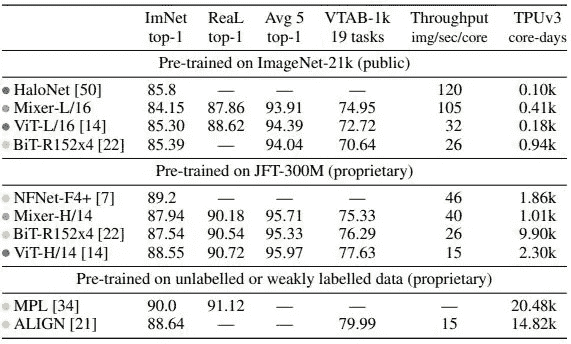 ImNet ReaL Avg 5 VTAB-1k Throughput TPUv3
top-1 top-1 top-1 19 tasks img/sec/core core-days
Pre-trained on ImageNet-21k (public)
HaloNet [50] 85.8 — — — 120 0.10k
Mixer-L/16 84.15 87.86 93.91 74.95 105 0.41k
ViT-L/16 [14] 85.30 88.62 94.39 72.72 32 0.18k
BiT-R152x4 [22] 85.39 — 94.04 70.64 26 0.94k
Pre-trained on JFT-300M (proprietary)
NFNet-F4+ [7] 89.2 — — — 46 1.86k
Mixer-H/14 87.94 90.18 95.71 75.33 40 1.01k
BiT-R152x4 [22] 87.54 90.54 95.33 76.29 26 9.90k
ViT-H/14 [14] 88.55 90.72 95.97 77.63 15 2.30k
Pre-trained on unlabelled or weakly labelled data (proprietary)
MPL [34] 90.0 91.12 — — — 20.48k
ALIGN [21] 88.64 — — 79.99 15 14.82k